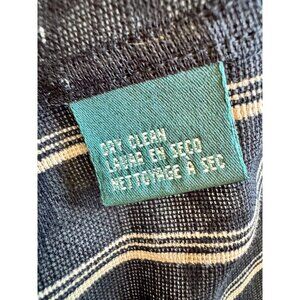 DRY CLEAN
LAVAR EN SECO
NETTOYAGE À SEC